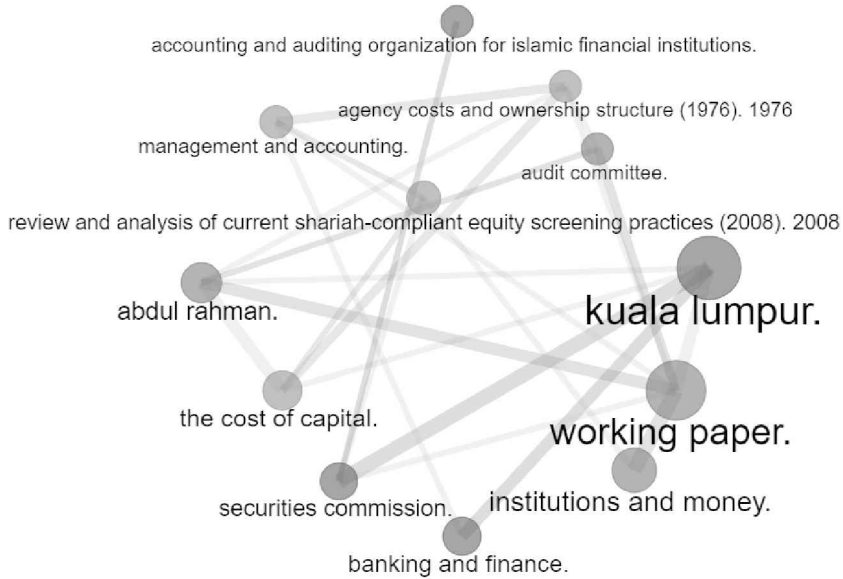 accounting and auditing organization for islamic financial institutions.
agency costs and ownership structure (1976). 1976
management and accounting.
audit committee.
review and analysis of current shariah-compliant equity screening practices (2008). 2008
kuala lumpur.
abdul rahman.
the cost of capital.
working paper.
institutions and money.
securities commission.
banking and finance.